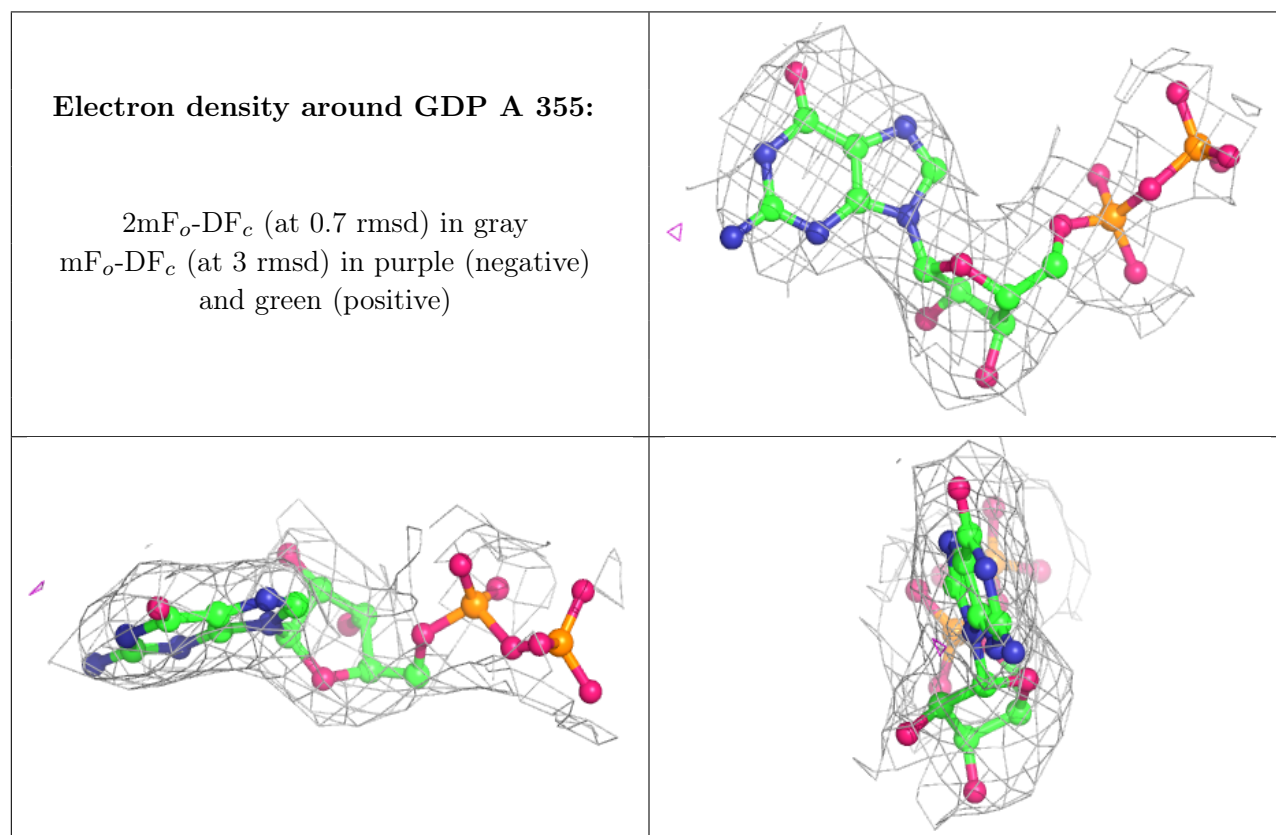 Electron density around GDP A 355:
2mFₒ-DF𝒸 (at 0.7 rmsd) in gray
mFₒ-DF𝒸 (at 3 rmsd) in purple (negative)
and green (positive)